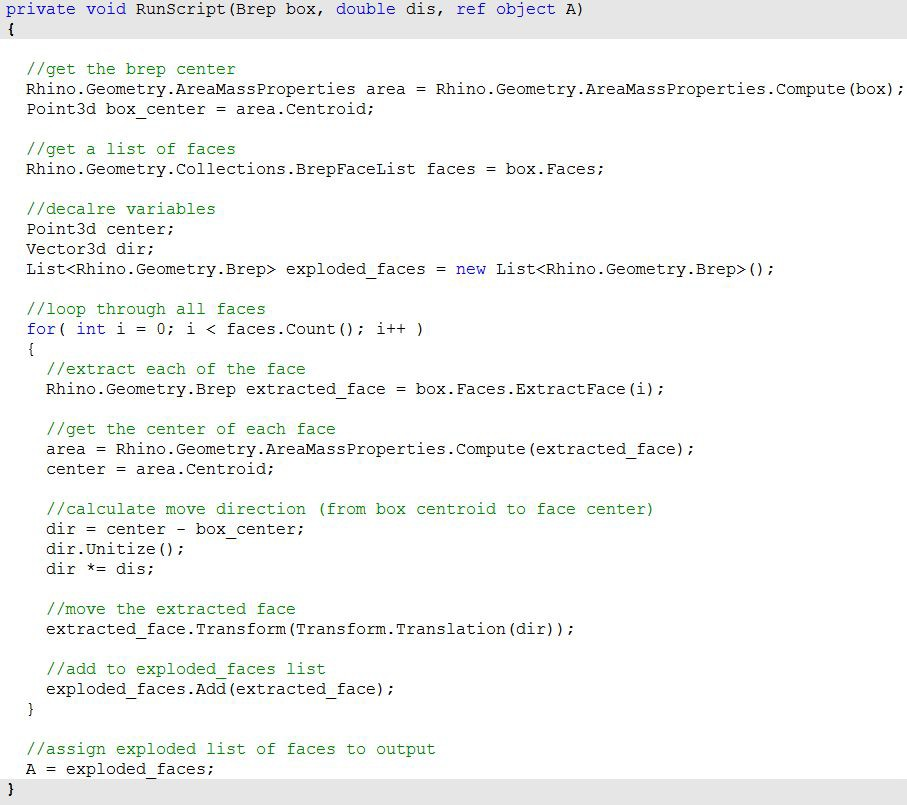 private void RunScript(Brep box, double dis, ref object A)
{
//get the brep center
Rhino.Geometry.AreaMassProperties area = Rhino.Geometry.AreaMassProperties.Compute(box);
Point3d box_center = area.Centroid;
//get a list of faces
Rhino.Geometry.Collections.BrepFaceList faces = box.Faces;
//decalre variables
Point3d center;
Vector3d dir;
List<Rhino.Geometry.Brep> exploded_faces = new List<Rhino.Geometry.Brep>();
//loop through all faces
for( int i = 0; i < faces.Count(); i++ )
{
//extract each of the face
Rhino.Geometry.Brep extracted_face = box.Faces.ExtractFace(i);
//get the center of each face
area = Rhino.Geometry.AreaMassProperties.Compute(extracted_face);
center = area.Centroid;
//calculate move direction (from box centroid to face center)
dir = center - box_center;
dir.Unitize();
dir *= dis;
//move the extracted face
extracted_face.Transform(Transform.Translation(dir));
//add to exploded_faces list
exploded_faces.Add(extracted_face);
}
//assign exploded list of faces to output
A = exploded_faces;
}